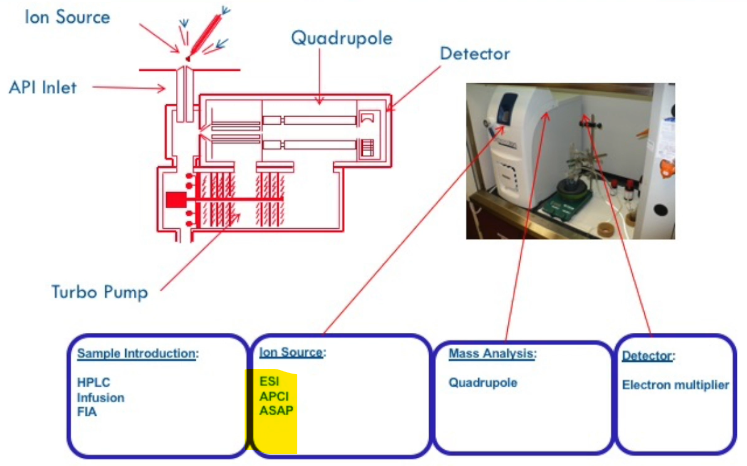 Ion Source
Quadrupole
Detector
API Inlet
Turbo Pump
Sample Introduction:
HPLC
Infusion
FIA
Ion Source:
ESI
APCI
ASAP
Mass Analysis:
Quadrupole
Detector:
Electron multiplier